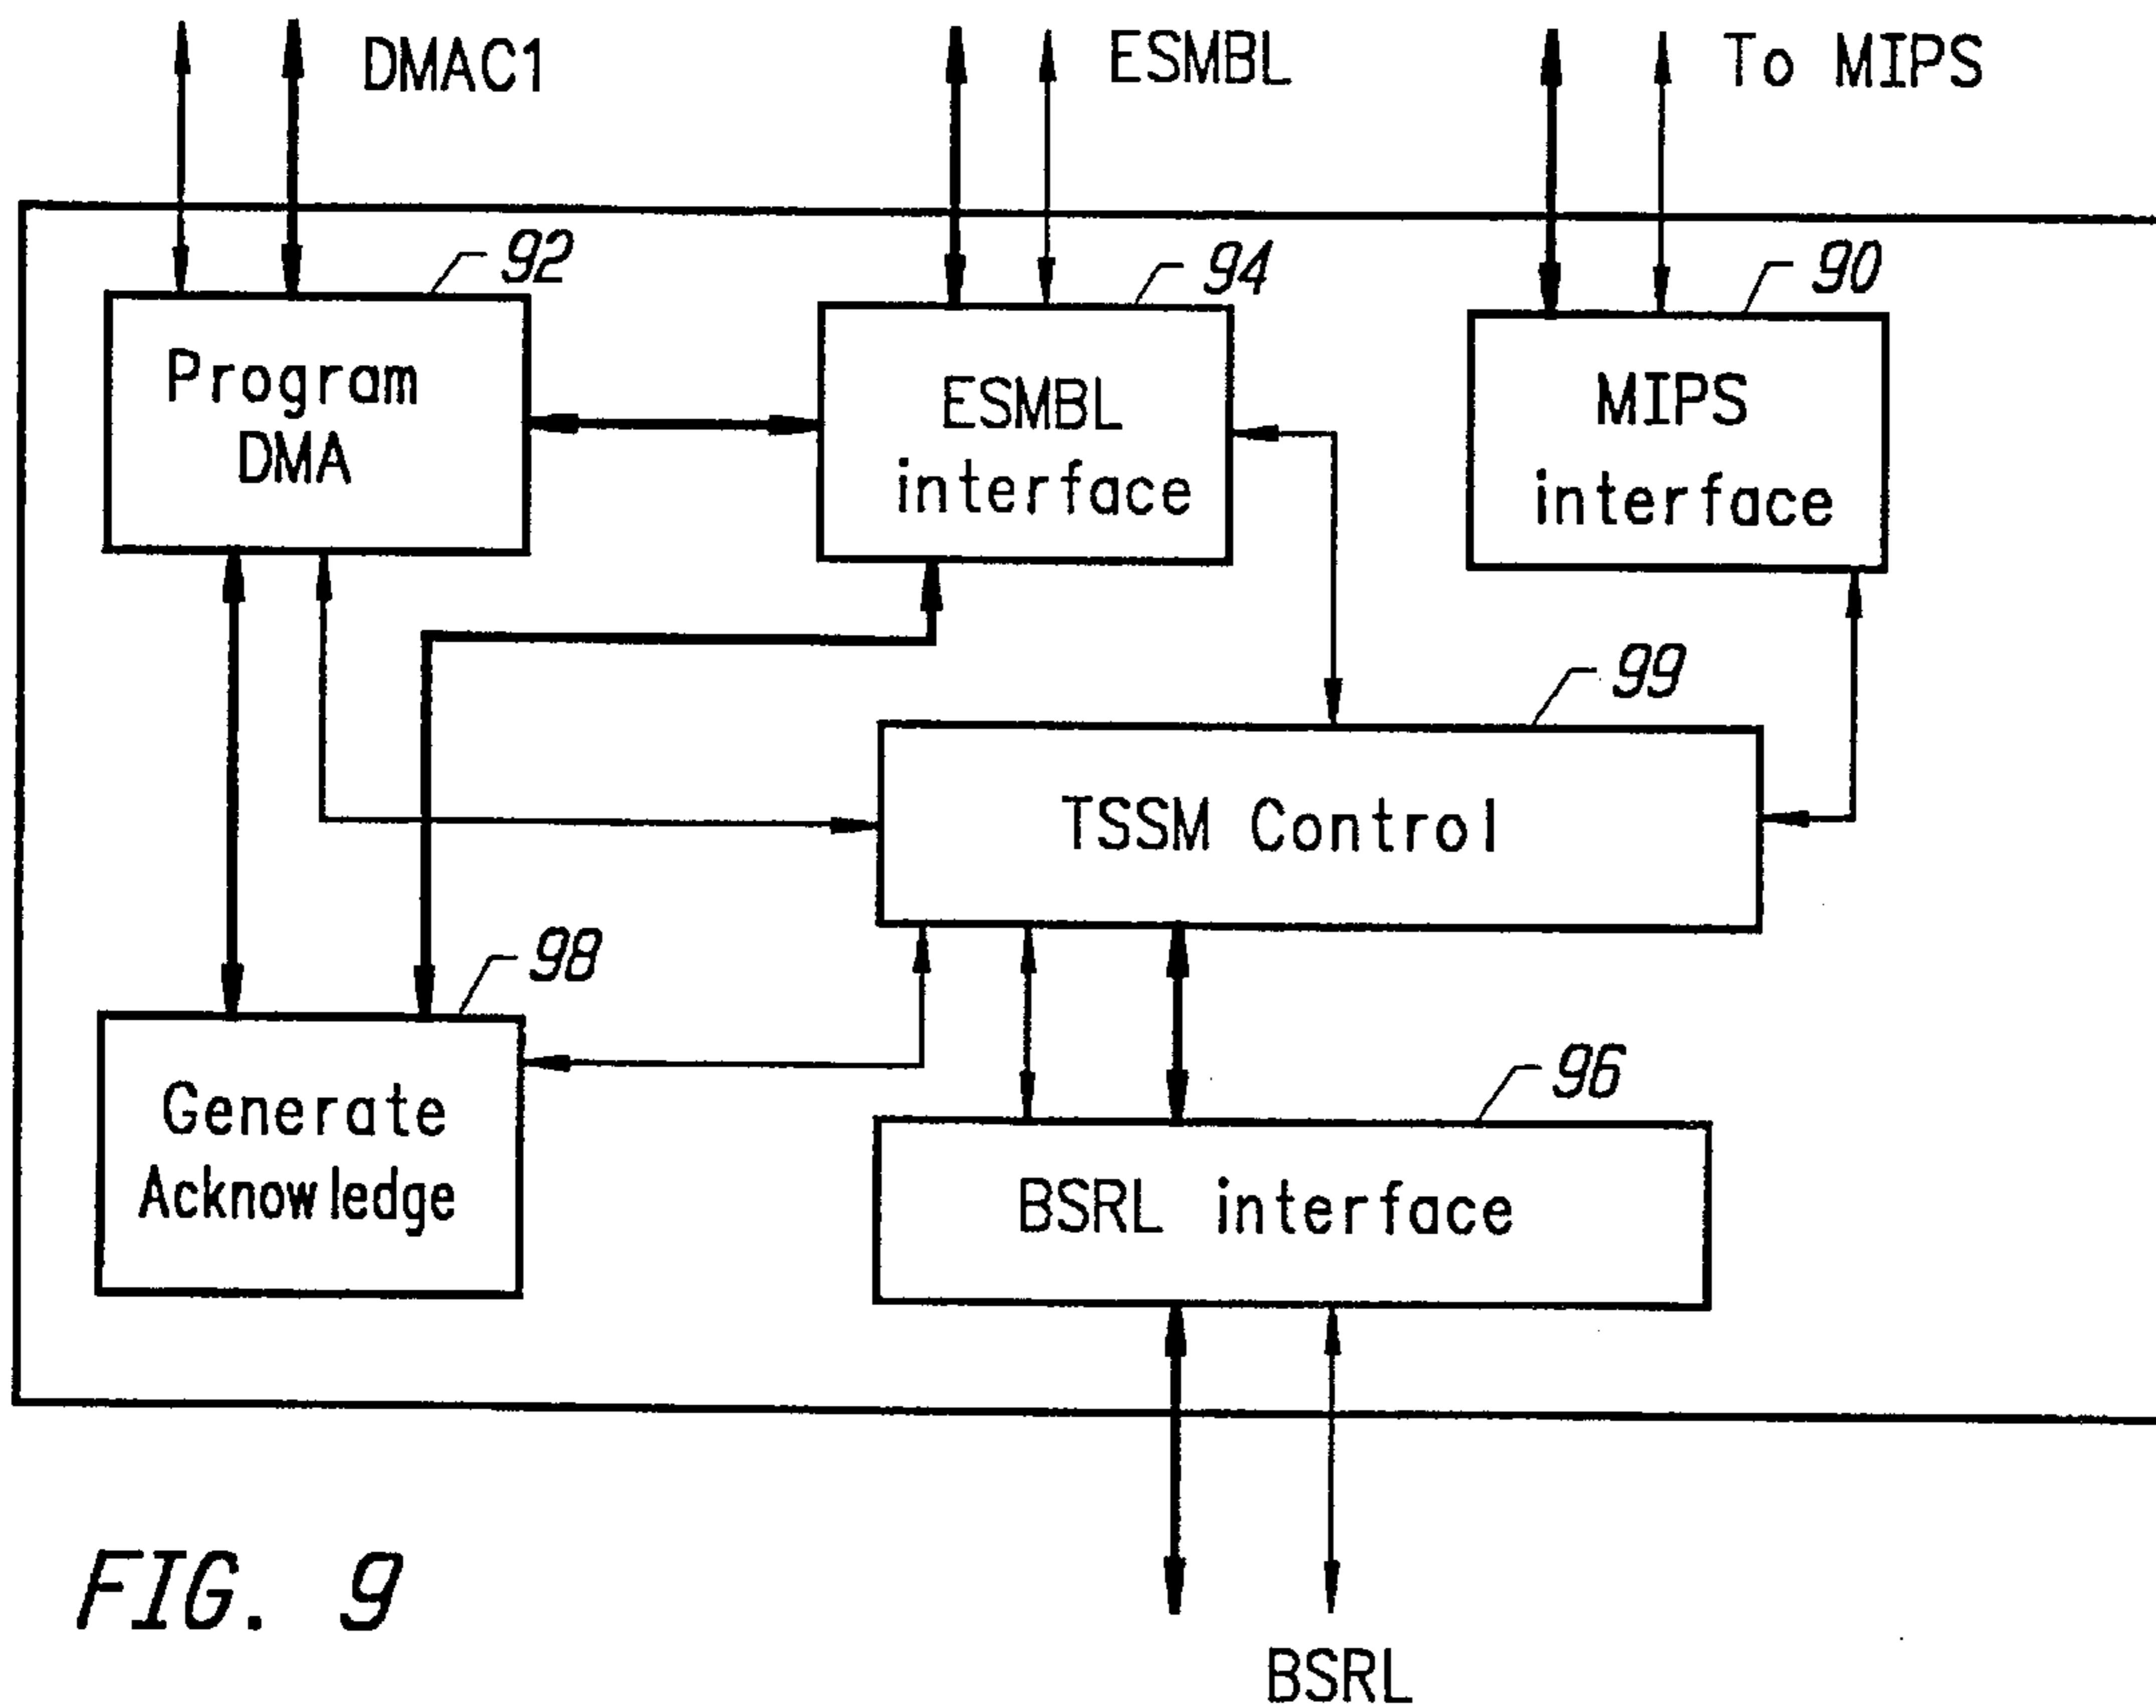 DMAC1
ESMBL
To MIPS
92
94
90
Program
DMA
ESMBL
interface
MIPS
interface
99
TSSM Control
98
Generate
Acknowledge
96
BSRL interface
FIG. 9
BSRL